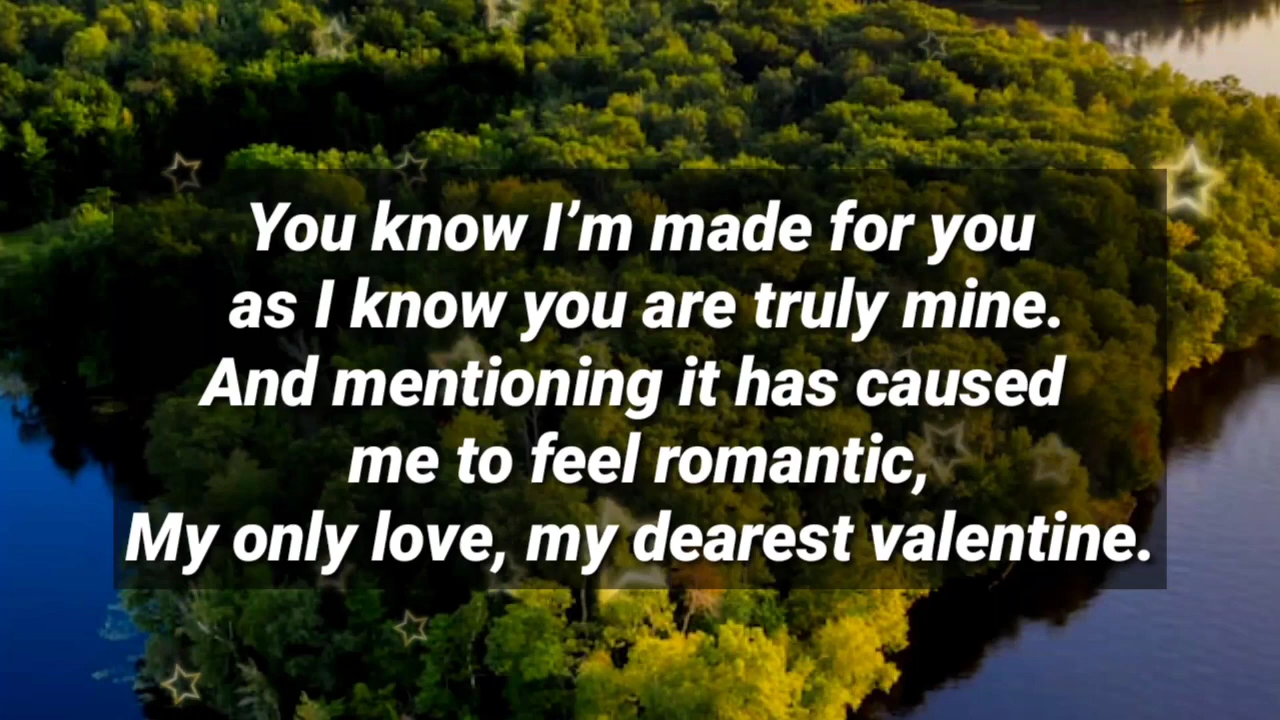 You know I’m made for you
as I know you are truly mine.
And mentioning it has caused
me to feel romantic,
My only love, my dearest valentine.